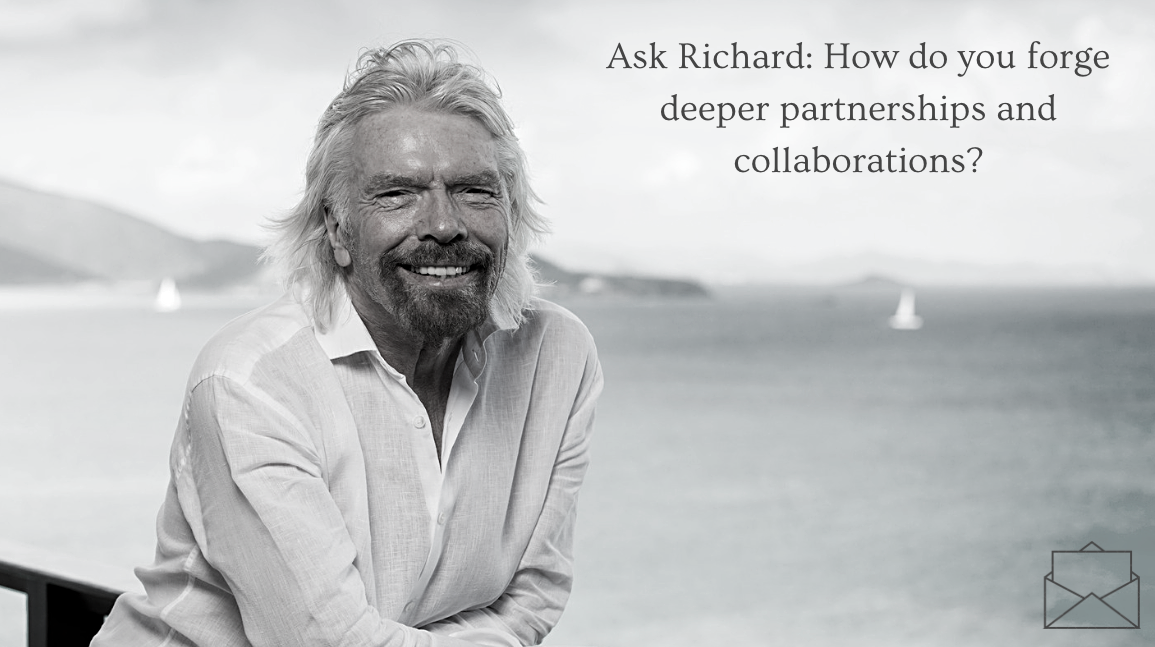 Ask Richard: How do you forge
deeper partnerships and
collaborations?